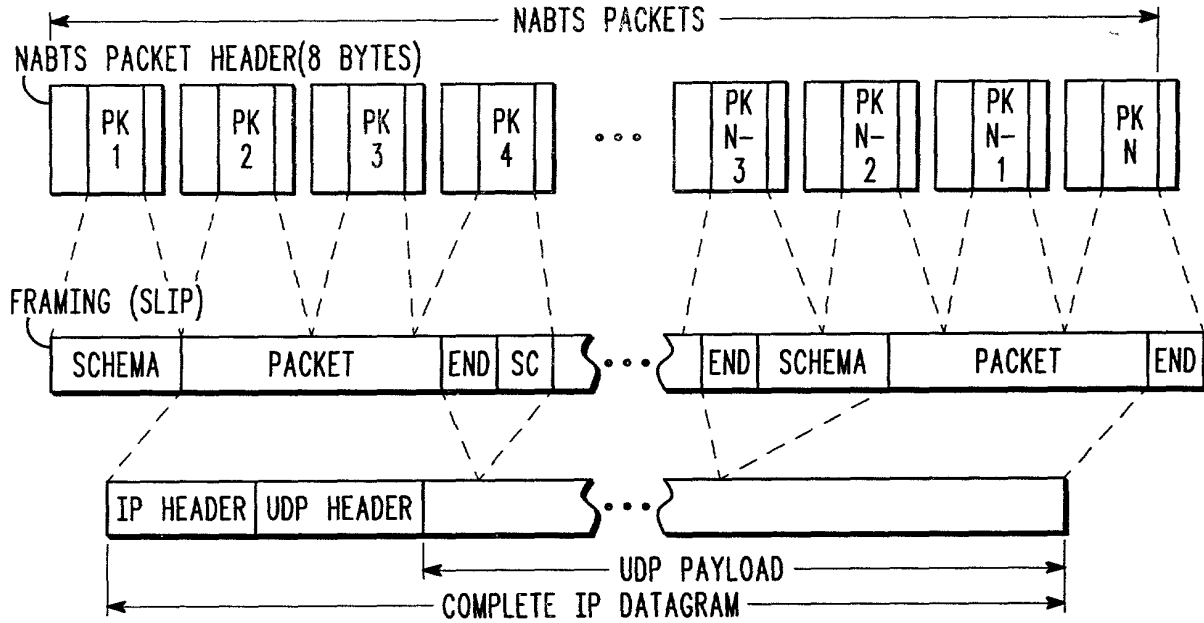 NABTS PACKETS
NABTS PACKET HEADER(8 BYTES)
PK 1
PK 2
PK 3
PK 4
PK N-3
PK N-2
PK N-1
PK N
FRAMING (SLIP)
SCHEMA PACKET END SC END SCHEMA PACKET END
IP HEADER UDP HEADER
UDP PAYLOAD
COMPLETE IP DATAGRAM